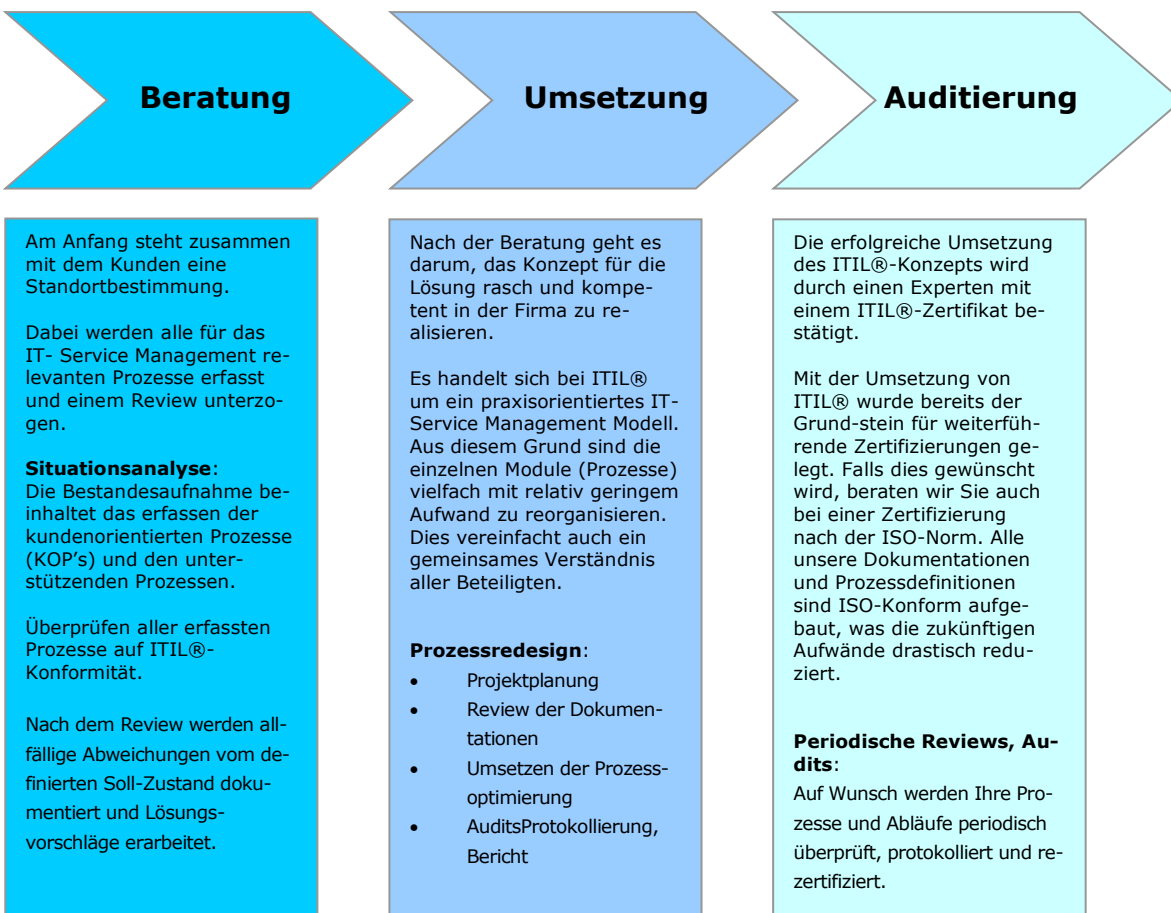 Beratung
Umsetzung
Auditierung
Am Anfang steht zusammen
mit dem Kunden eine
Standortbestimmung.
Dabei werden alle für das
IT- Service Management re-
levanten Prozesse erfasst
und einem Review unterzo-
gen.
Situationsanalyse:
Die Bestandesaufnahme be-
inhaltet das erfassen der
kundenorientierten Prozesse
(KOP's) und den unter-
stützenden Prozessen.
Überprüfen aller erfassten
Prozesse auf ITIL®-
Konformität.
Nach dem Review werden all-
fällige Abweichungen vom de-
finierten Soll-Zustand doku-
mentiert und Lösungs-
vorschläge erarbeitet.
Nach der Beratung geht es
darum, das Konzept für die
Lösung rasch und kompe-
tent in der Firma zu re-
alisieren.
Es handelt sich bei ITIL®
um ein praxisorientiertes IT-
Service Management Modell.
Aus diesem Grund sind die
einzelnen Module (Prozesse)
vielfach mit relativ geringem
Aufwand zu reorganisieren.
Dies vereinfacht auch ein
gemeinsames Verständnis
aller Beteiligten.
Prozessredesign:
• Projektplanung
• Review der Dokumen-
tationen
• Umsetzen der Prozess-
optimierung
• AuditsProtokollierung,
Bericht
Die erfolgreiche Umsetzung
des ITIL®-Konzepts wird
durch einen Experten mit
einem ITIL®-Zertifikat be-
stätigt.
Mit der Umsetzung von
ITIL® wurde bereits der
Grund-stein für weiterfüh-
rende Zertifizierungen ge-
legt. Falls dies gewünscht
wird, beraten wir Sie auch
bei einer Zertifizierung
nach der ISO-Norm. Alle
unsere Dokumentationen
und Prozessdefinitionen
sind ISO-Konform aufge-
baut, was die zukünftigen
Aufwände drastisch redu-
ziert.
Periodische Reviews, Au-
dits:
Auf Wunsch werden Ihre Pro-
zesse und Abläufe periodisch
überprüft, protokolliert und re-
zertifiziert.